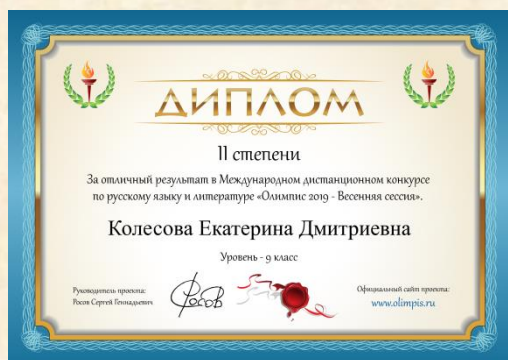 ДИПЛОМ
II степени
За отличный результат в Международном дистанционном конкурсе
по русскому языку и литературе «Олимпис 2019 - Весенняя сессия».
Колесова Екатерина Дмитриевна
Уровень - 9 класс
Руководитель проекта:
Росов Сергей Геннадьевич
Росов
Официальный сайт проекта:
www.olimpis.ru